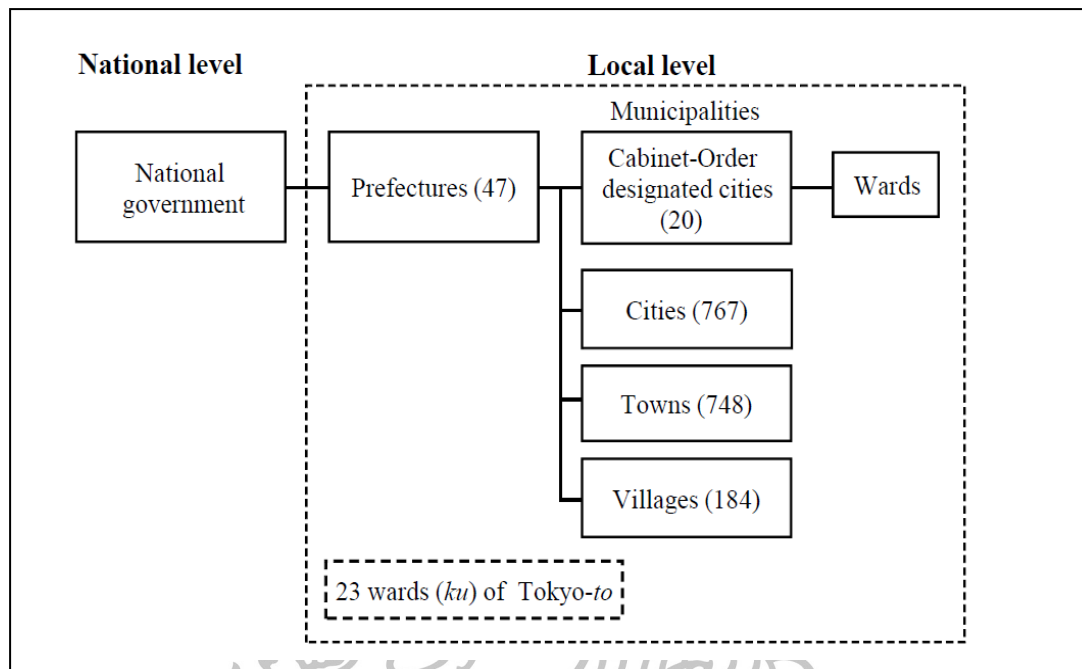 National level
Local level
Municipalities
National
government
Prefectures (47)
Cabinet-Order
designated cities
(20)
Wards
Cities (767)
Towns (748)
Villages (184)
23 wards (ku) of Tokyo-to